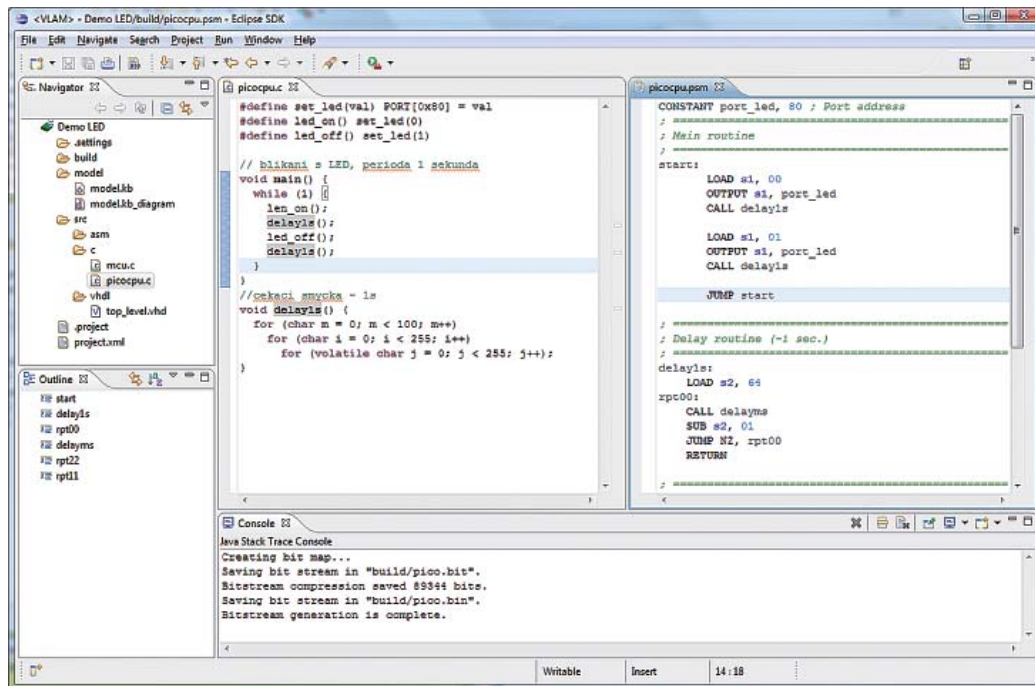 <VLAM> - Demo LED/build/picocpu.psm - Eclipse SDK
File Edit Navigate Search Project Run Window Help
Navigator
Demo LED
.settings
build
model
model.kb
model.kb_diagram
src
asm
c
mcu.c
picocpu.c
vhdl
top_level.vhd
.project
project.xml
Outline
start
delay1s
rpt00
delayms
rpt22
rpt11
picocpu.c
#define set_led(val) PORT[0x80] = val
#define led_on() set_led(0)
#define led_off() set_led(1)
// blikani s LED, perioda 1 sekunda
void main() {
while (1) {
len_on();
delay1s();
led_off();
delay1s();
}
}
//cekaci smycka - 1s
void delay1s() {
for (char m = 0; m < 100; m++)
for (char i = 0; i < 255; i++)
for (volatile char j = 0; j < 255; j++);
}
picocpu.psm
CONSTANT port_led, 80 ; Port address
; ==================================================
; Main routine
; ==================================================
start:
LOAD s1, 00
OUTPUT s1, port_led
CALL delay1s
LOAD s1, 01
OUTPUT s1, port_led
CALL delay1s
JUMP start
; ==================================================
; Delay routine (~1 sec.)
; ==================================================
delay1s:
LOAD s2, 64
rpt00:
CALL delayms
SUB s2, 01
JUMP NZ, rpt00
RETURN
; ==================================================
Console
Java Stack Trace Console
Creating bit map...
Saving bit stream in "build/pico.bit".
Bitstream compression saved 89344 bits.
Saving bit stream in "build/pico.bin".
Bitstream generation is complete.
Writable Insert 14:18